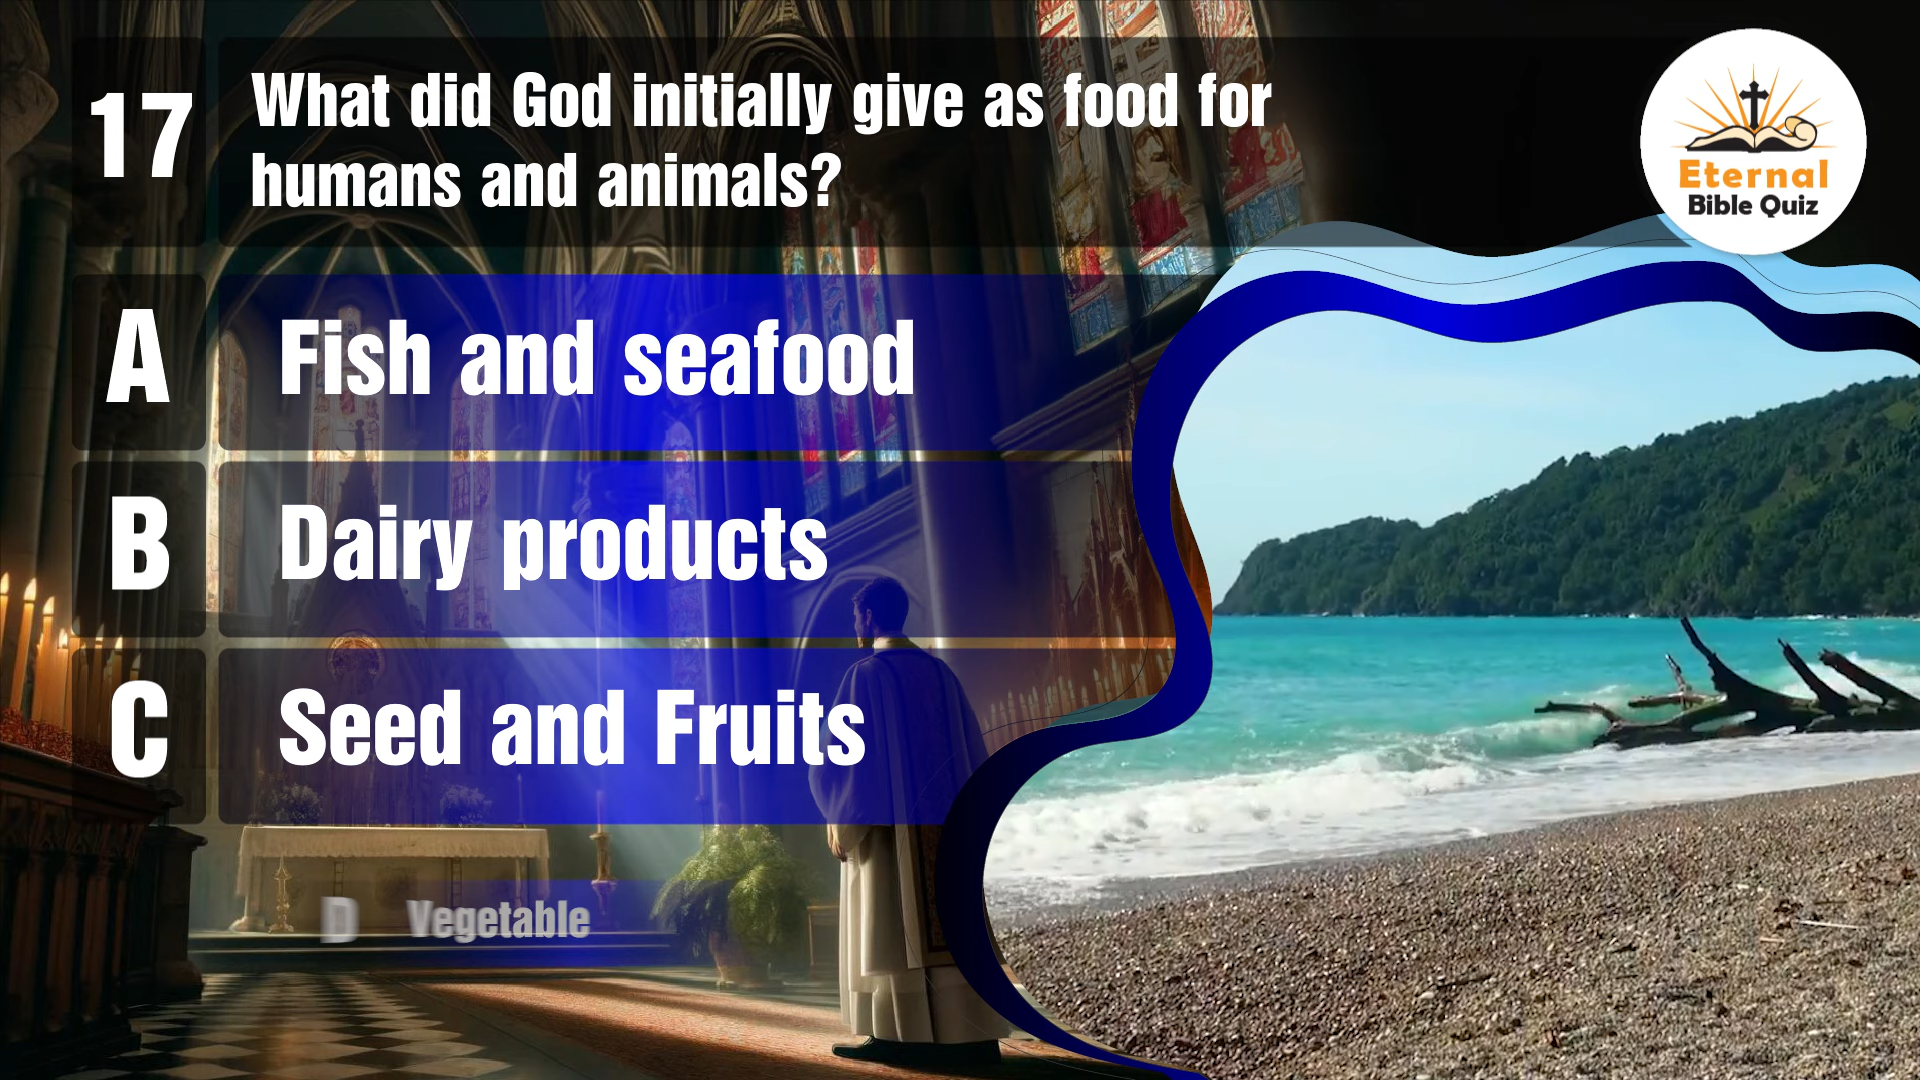 17
What did God initially give as food for
humans and animals?
Eternal
Bible Quiz
A
Fish and seafood
B
Dairy products
C
Seed and Fruits
D
Vegetable